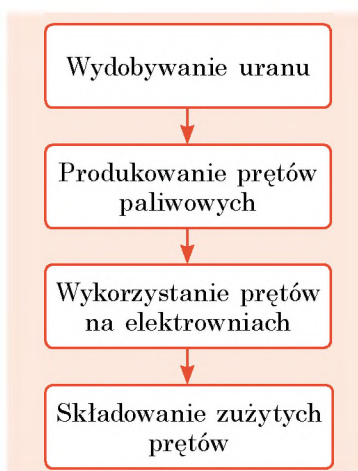 Wydobywanie uranu
Produkowanie prętów
paliwowych
Wykorzystanie prętów
na elektrowniach
Składowanie zużytych
prętów